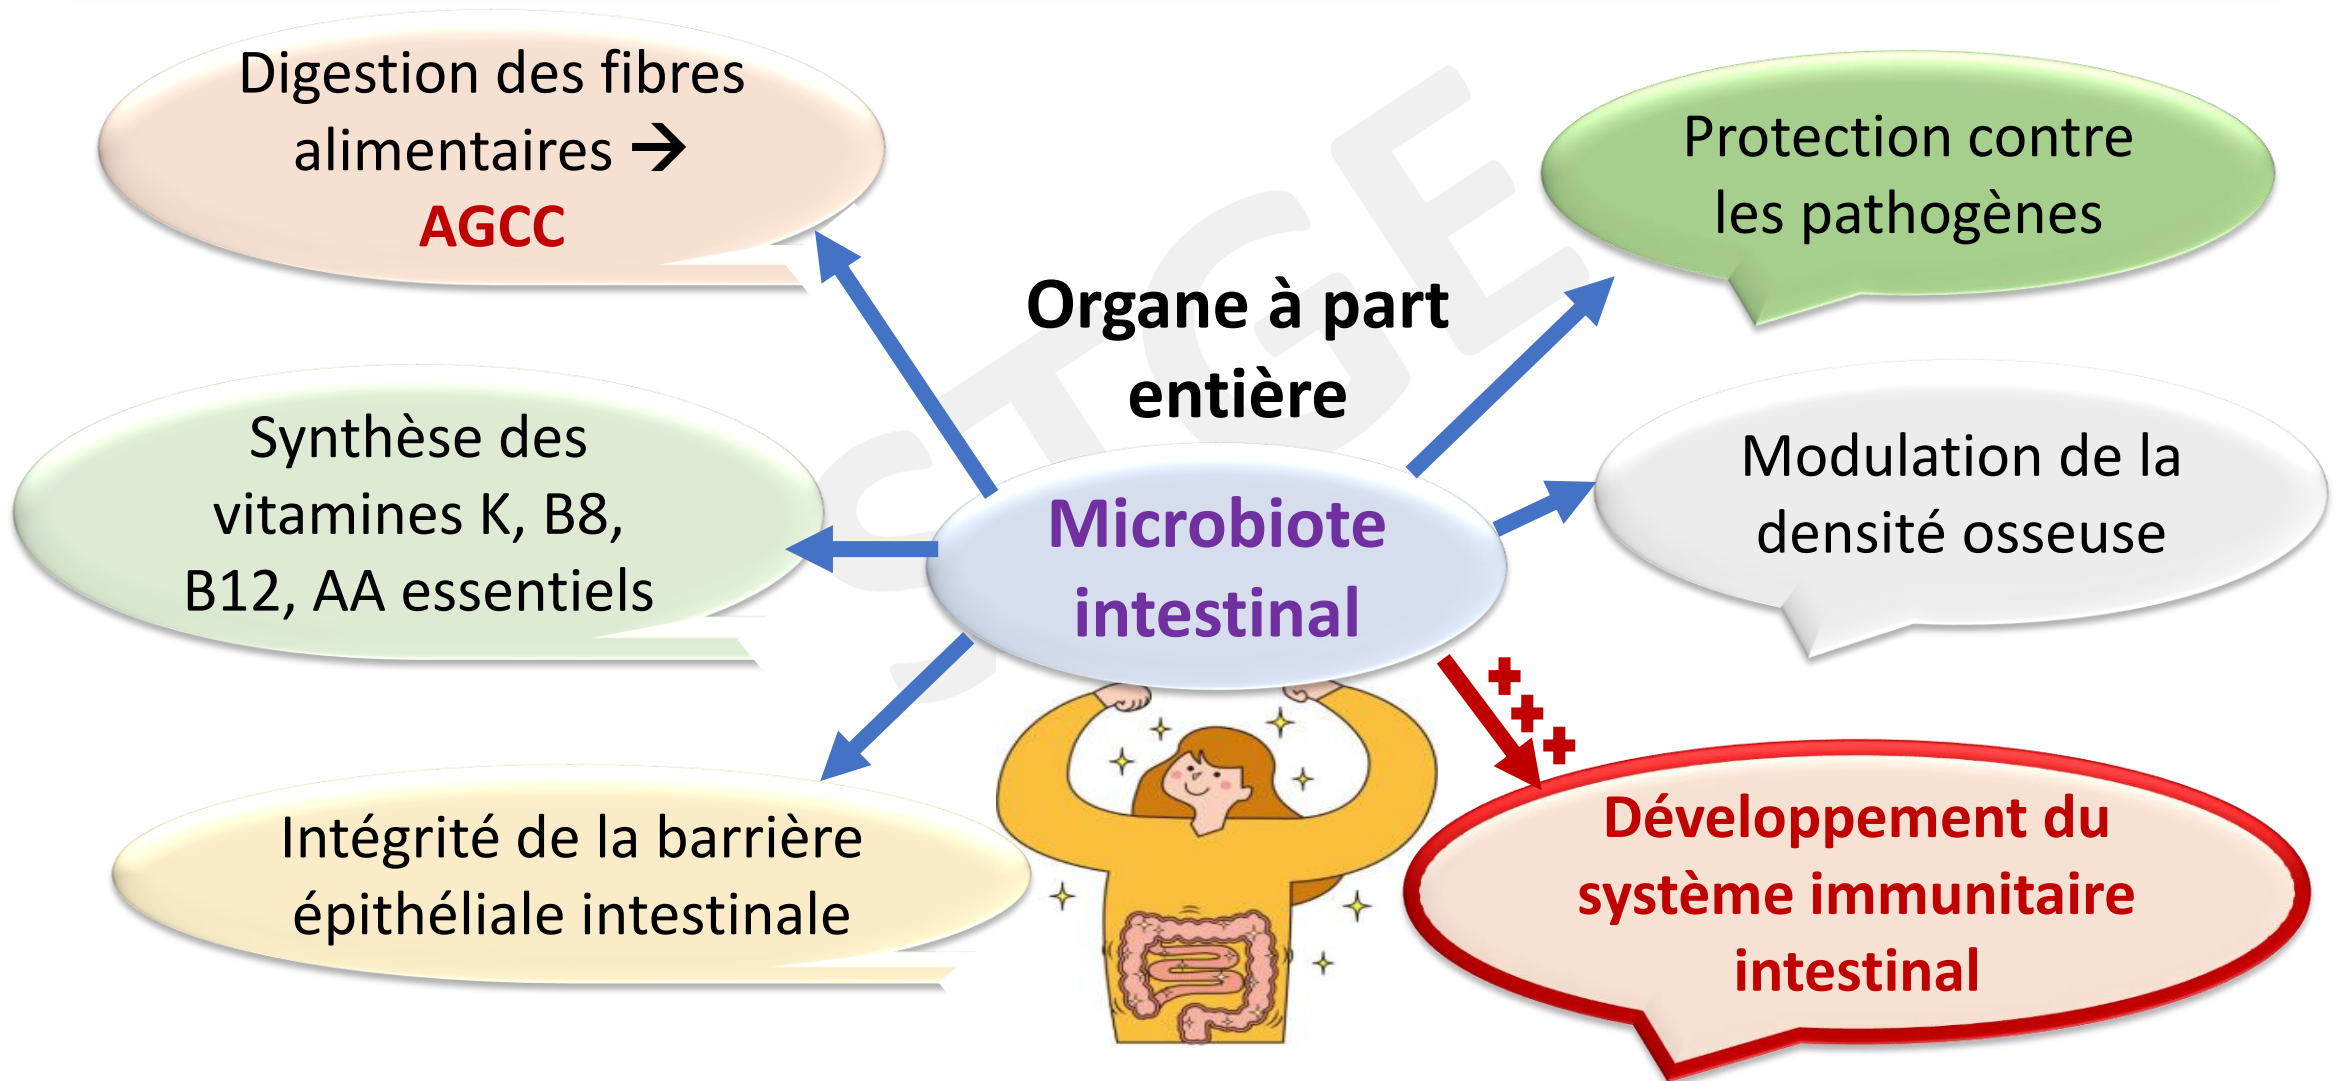 Digestion des fibres
alimentaires →
AGCC
Protection contre
les pathogènes
Organe à part
entière
Synthèse des
vitamines K, B8,
B12, AA essentiels
Microbiote
intestinal
Modulation de la
densité osseuse
Intégrité de la barrière
épithéliale intestinale
Développement du
système immunitaire
intestinal
STGE